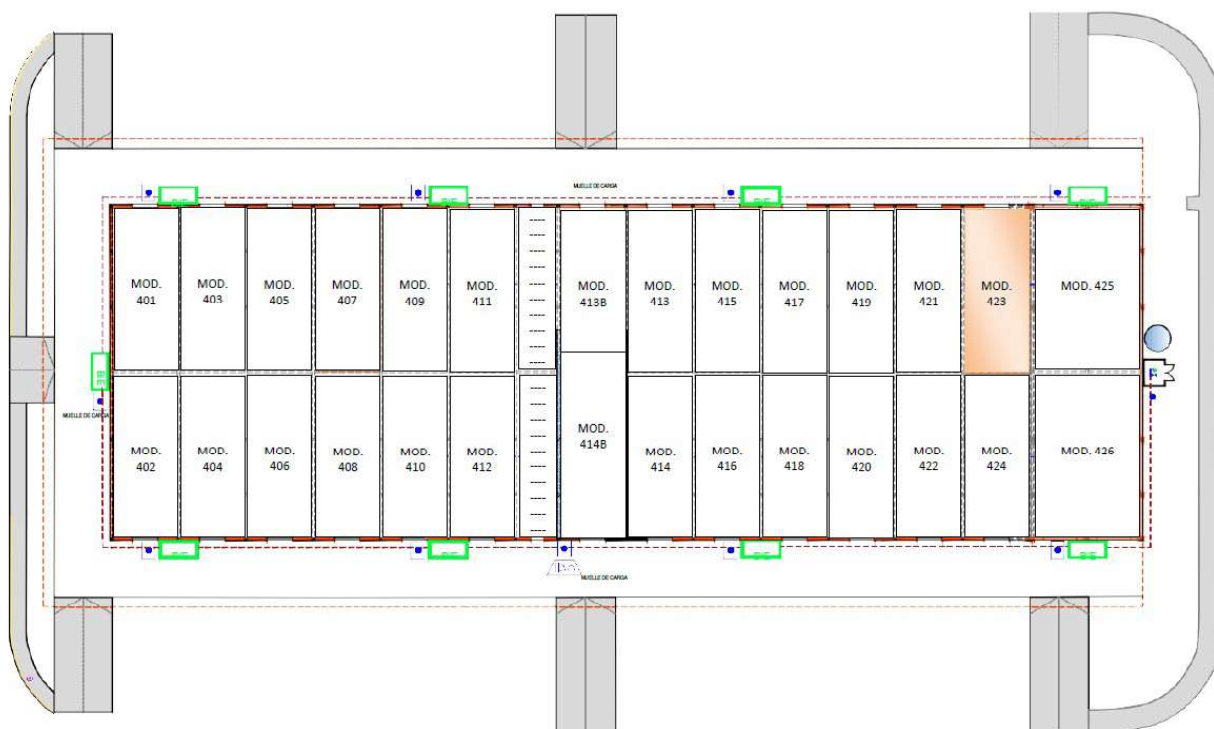 MUELLE DE CARGA
MOD.
401
MOD.
403
MOD.
405
MOD.
407
MOD.
409
MOD.
411
MOD.
413B
MOD.
413
MOD.
415
MOD.
417
MOD.
419
MOD.
421
MOD.
423
MOD. 425
MUELLE DE CARGA
MOD.
402
MOD.
404
MOD.
406
MOD.
408
MOD.
410
MOD.
412
MOD.
414B
MOD.
414
MOD.
416
MOD.
418
MOD.
420
MOD.
422
MOD.
424
MOD. 426
MUELLE DE CARGA